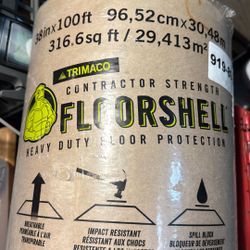 38in x 100ft 96,52cm x 30,48m
316.6sq ft / 29,413m²
TRIMACO
CONTRACTOR STRENGTH
FLOORSHELL
HEAVY DUTY FLOOR PROTECTION
BREATHABLE
PERMÉABLE À L'AIR
TRANSPIRABLE
IMPACT RESISTANT
RÉSISTANT AUX CHOCS
SPILL BLOCK
BLOQUEUR DE DÉVERSEMENT